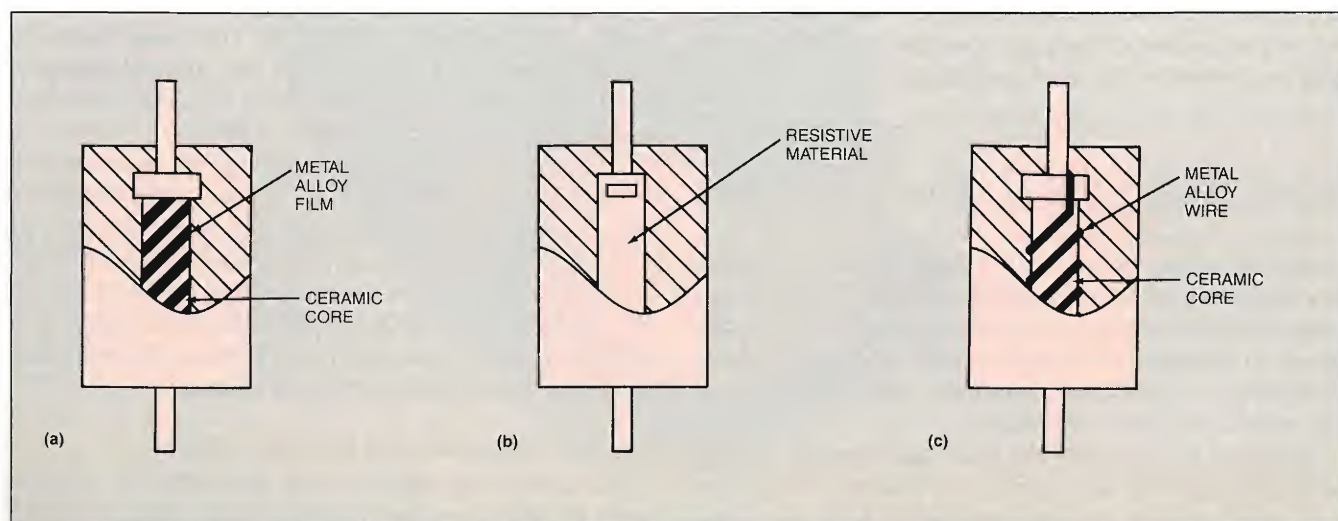 METAL
ALLOY
FILM
CERAMIC
CORE
(a)
RESISTIVE
MATERIAL
(b)
METAL
ALLOY
WIRE
CERAMIC
CORE
(c)